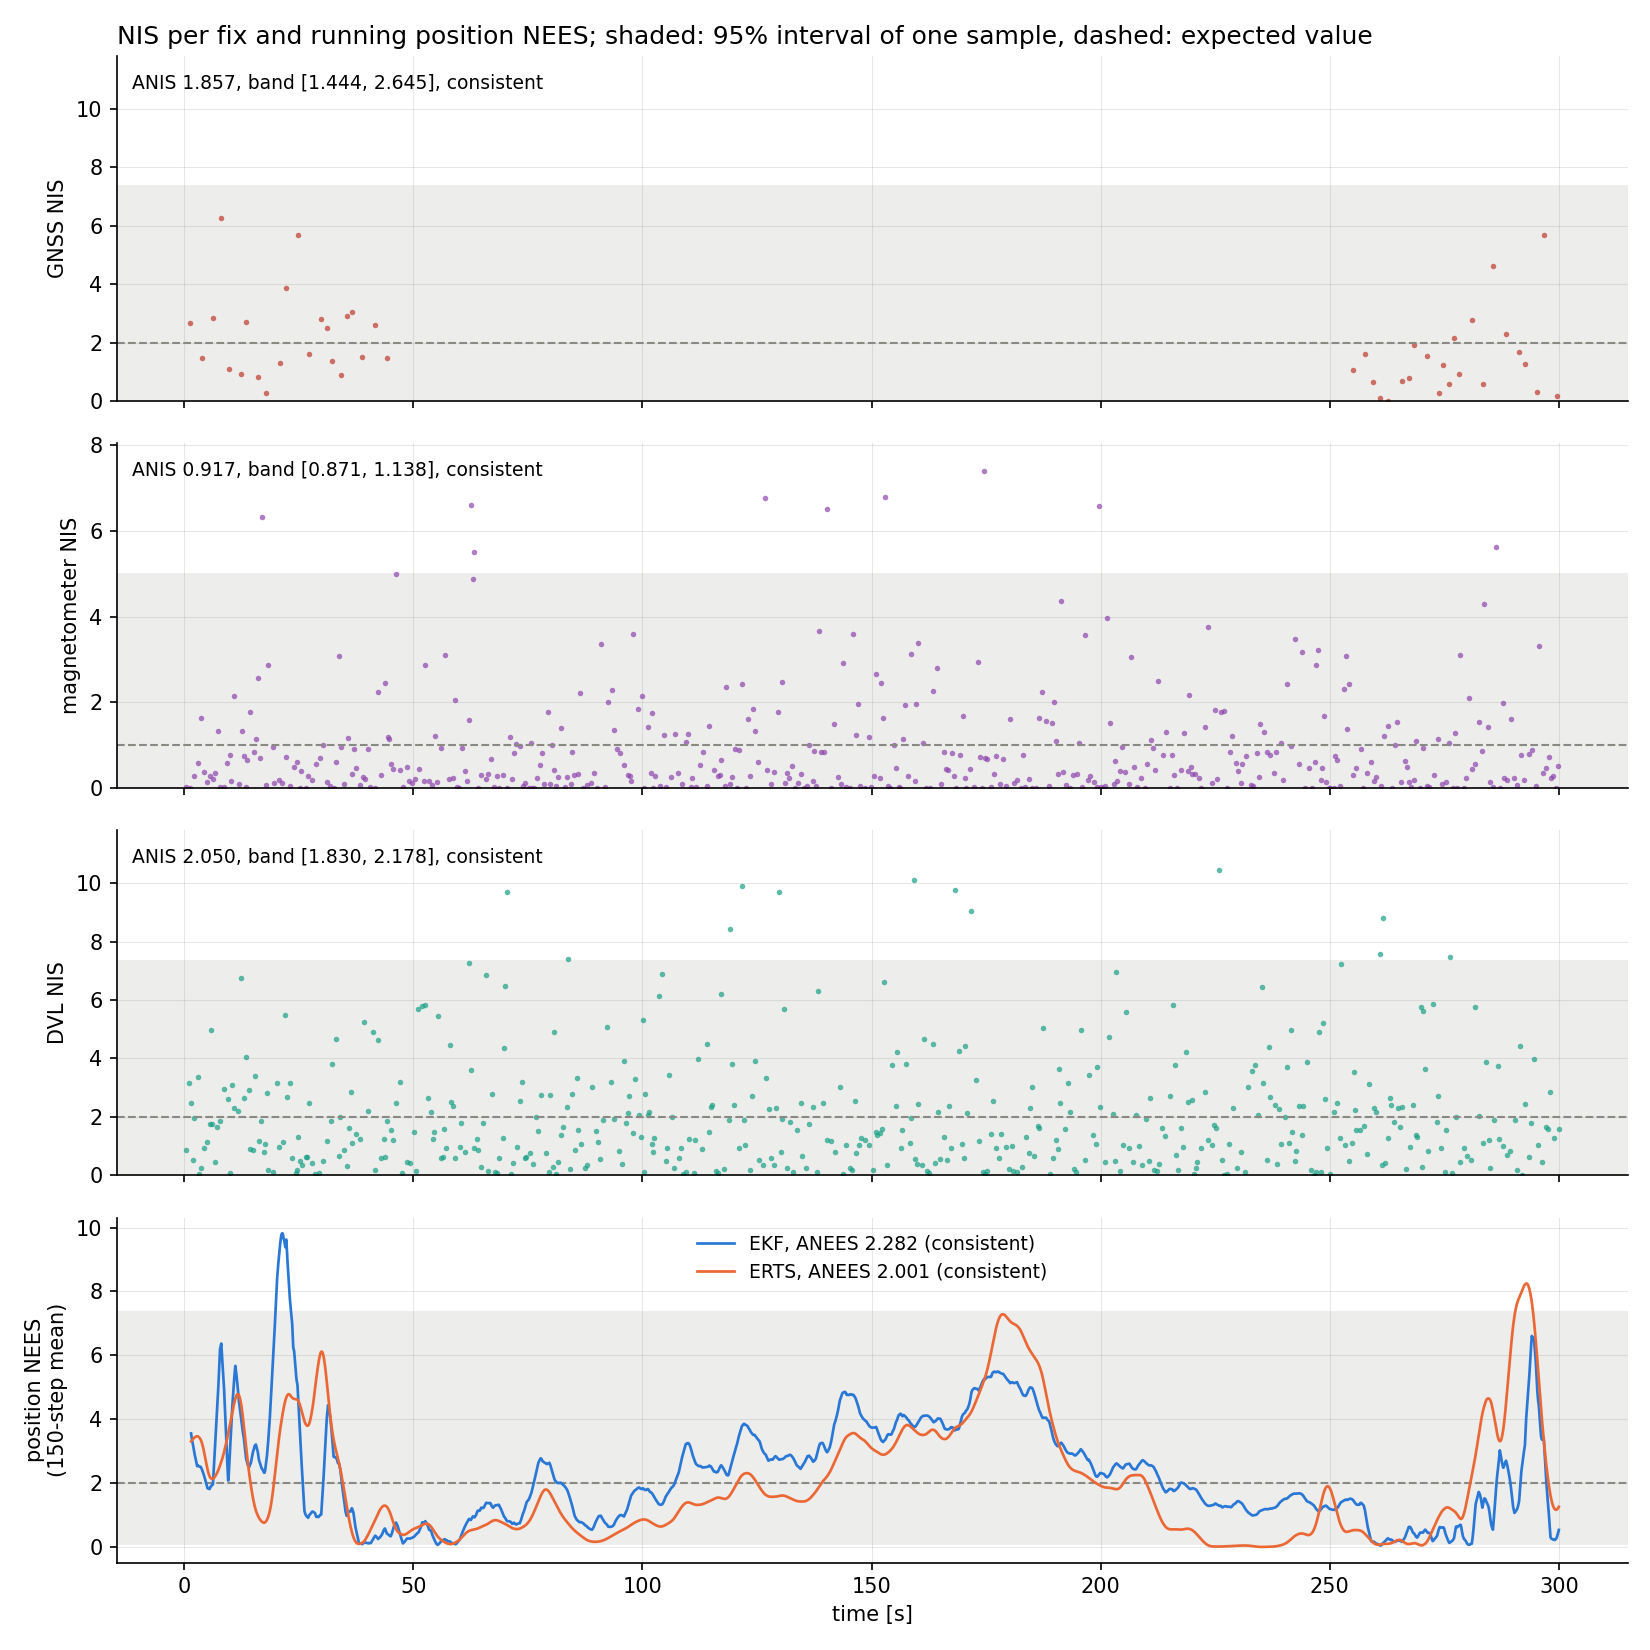 NIS per fix and running position NEES; shaded: 95% interval of one sample, dashed: expected value
ANIS 1.857, band [1.444, 2.645], consistent
GNSS NIS
10
8
6
4
2
0
ANIS 0.917, band [0.871, 1.138], consistent
magnetometer NIS
8
6
4
2
0
ANIS 2.050, band [1.830, 2.178], consistent
DVL NIS
10
8
6
4
2
0
EKF, ANEES 2.282 (consistent)
ERTS, ANEES 2.001 (consistent)
position NEES
(150-step mean)
10
8
6
4
2
0
0 50 100 150 200 250 300
time [s]